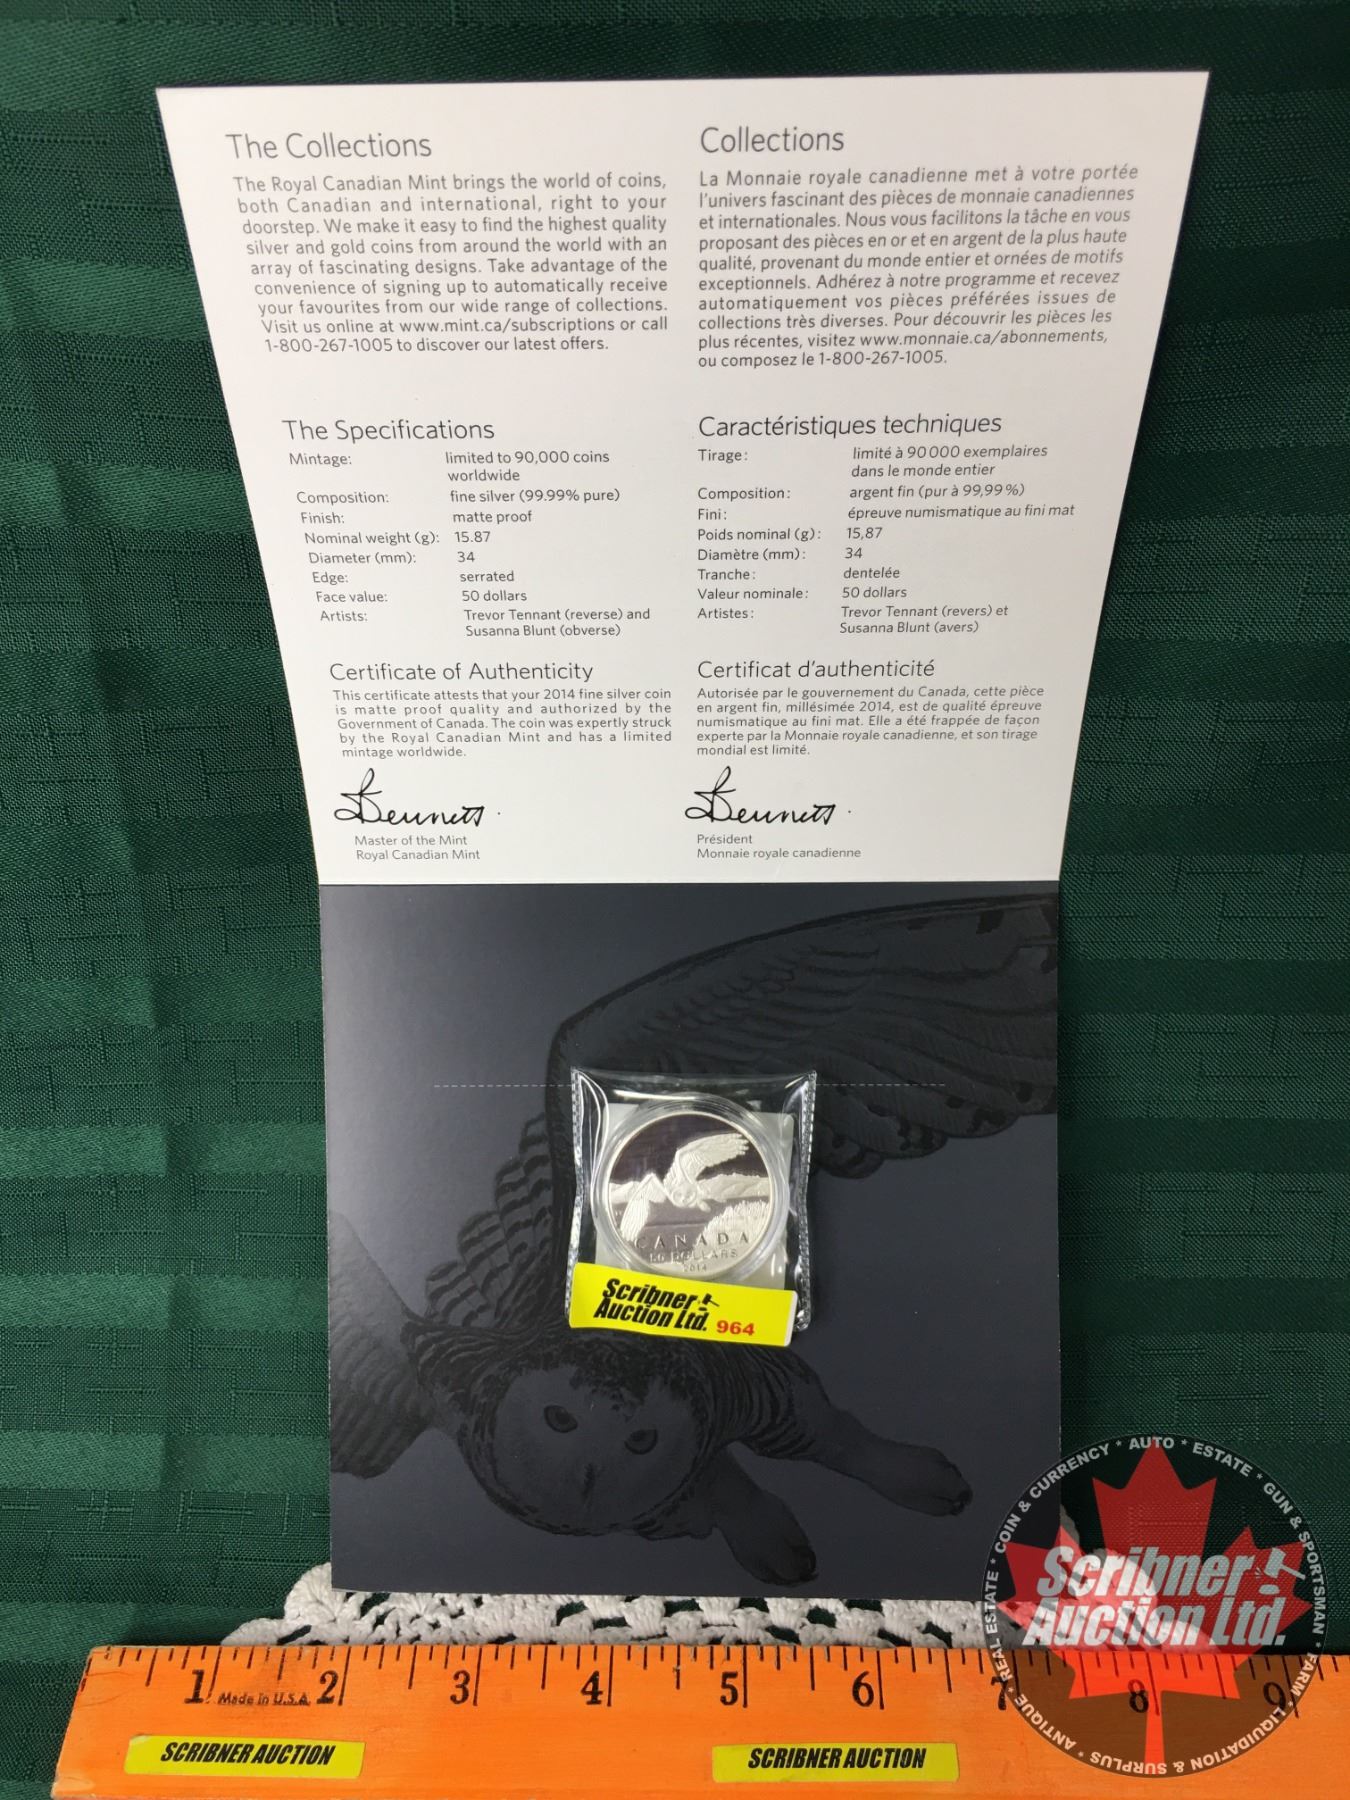 The Collections
The Royal Canadian Mint brings the world of coins,
both Canadian and international, right to your
doorstep. We make it easy to find the highest quality
silver and gold coins from around the world with an
array of fascinating designs. Take advantage of the
convenience of signing up to automatically receive
your favourites from our wide range of collections.
Visit us online at www.mint.ca/subscriptions or call
1-800-267-1005 to discover our latest offers.
The Specifications
Mintage: limited to 90,000 coins
worldwide
Composition: fine silver (99.99% pure)
Finish: matte proof
Nominal weight (g): 15.87
Diameter (mm): 34
Edge: serrated
Face value: 50 dollars
Artists: Trevor Tennant (reverse) and
Susanna Blunt (obverse)
Certificate of Authenticity
This certificate attests that your 2014 fine silver coin
is matte proof quality and authorized by the
Government of Canada. The coin was expertly struck
by the Royal Canadian Mint and has a limited
mintage worldwide.
Bennett
Master of the Mint
Royal Canadian Mint
Collections
La Monnaie royale canadienne met à votre portée
l'univers fascinant des pièces de monnaie canadiennes
et internationales. Nous vous facilitons la tâche en vous
proposant des pièces en or et en argent de la plus haute
qualité, provenant du monde entier et ornées de motifs
exceptionnels. Adhérez à notre programme et recevez
automatiquement vos pièces préférées issues de
collections très diverses. Pour découvrir les pièces les
plus récentes, visitez www.monnaie.ca/abonnements,
ou composez le 1-800-267-1005.
Caractéristiques techniques
Tirage: limité à 90 000 exemplaires
dans le monde entier
Composition: argent fin (pur à 99,99 %)
Fini: épreuve numismatique au fini mat
Poids nominal (g): 15,87
Diamètre (mm): 34
Tranche: dentelée
Valeur nominale: 50 dollars
Artistes: Trevor Tennant (revers) et
Susanna Blunt (avers)
Certificat d'authenticité
Autorisée par le gouvernement du Canada, cette pièce
en argent fin, millésimée 2014, est de qualité épreuve
numismatique au fini mat. Elle a été frappée de façon
experte par la Monnaie royale canadienne, et son tirage
mondial est limité.
Bennett
Président
Monnaie royale canadienne
CANADA
50 DOLLARS
2014
Scribner
Auction Ltd. 964
COIN & CURRENCY * AUTO * ESTATE * GUN & SPORTSMAN * FARM * LIQUIDATION & SURPLUS * ANTIQUE * REAL ESTATE *
Scribner
Auction Ltd.
1 2 3 4 5 6 7 8 9
Made in U.S.A.
SCRIBNER AUCTION
SCRIBNER AUCTION